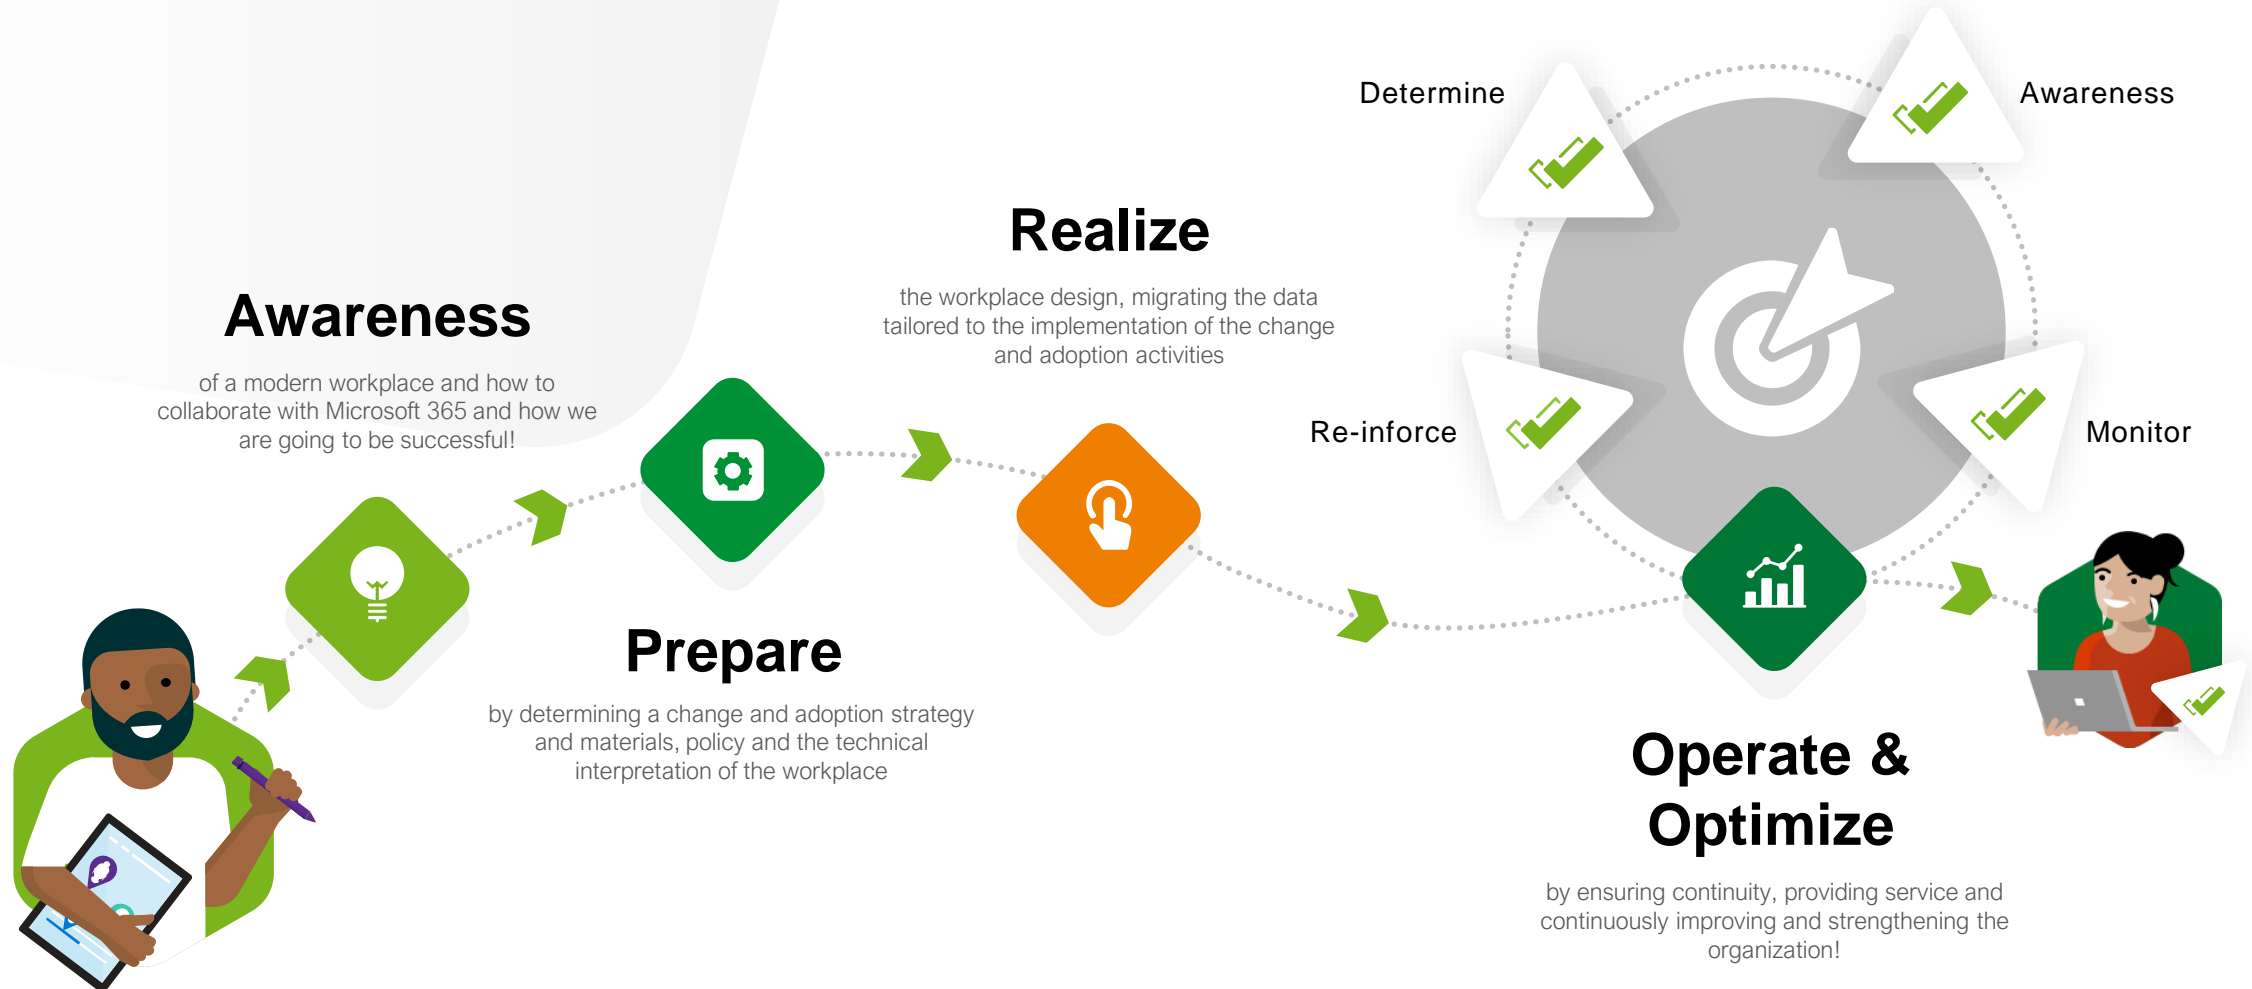 Awareness
of a modern workplace and how to
collaborate with Microsoft 365 and how we
are going to be successful!
Prepare
by determining a change and adoption strategy
and materials, policy and the technical
interpretation of the workplace
Realize
the workplace design, migrating the data
tailored to the implementation of the change
and adoption activities
Determine
Awareness
Re-inforce
Monitor
Operate &
Optimize
by ensuring continuity, providing service and
continuously improving and strengthening the
organization!